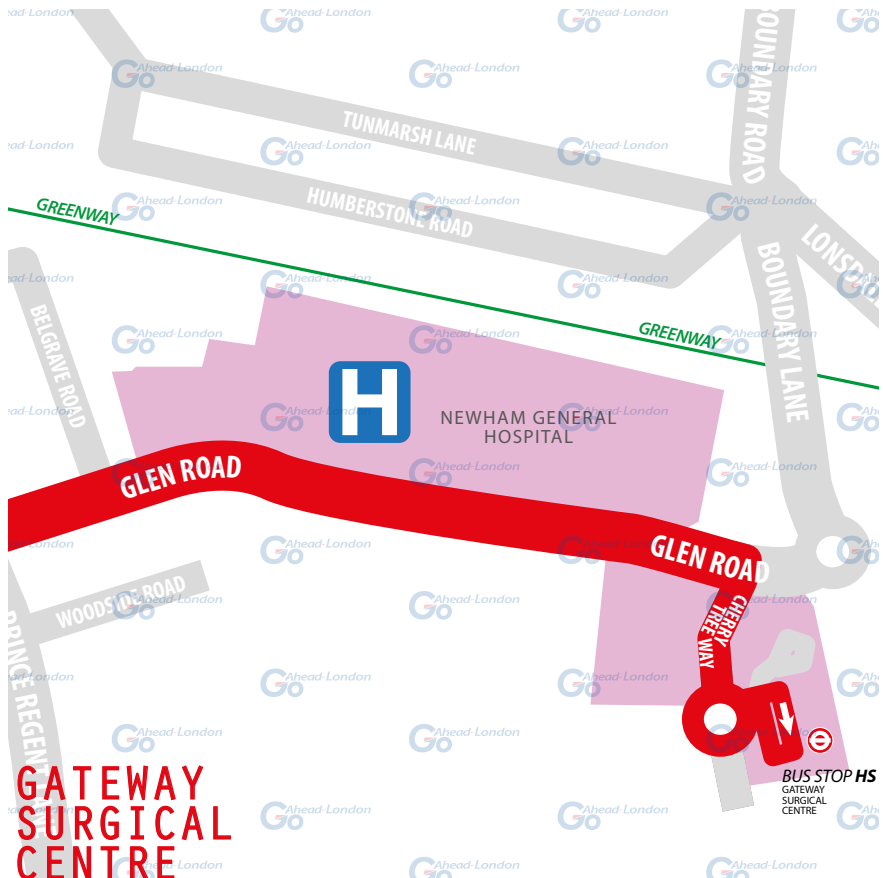 BOUNDARY ROAD
TUNMARSH LANE
HUMBERSTONE ROAD
GREENWAY
LONSD
BOUNDARY LANE
GREENWAY
BELGRAVE ROAD
H
NEWHAM GENERAL
HOSPITAL
GLEN ROAD
GLEN ROAD
WOODSIDE ROAD
CHERRY
TREE WAY
PRINCE REGENT LANE
BUS STOP HS
GATEWAY
SURGICAL
CENTRE
GATEWAY
SURGICAL
CENTRE
Go Ahead-London